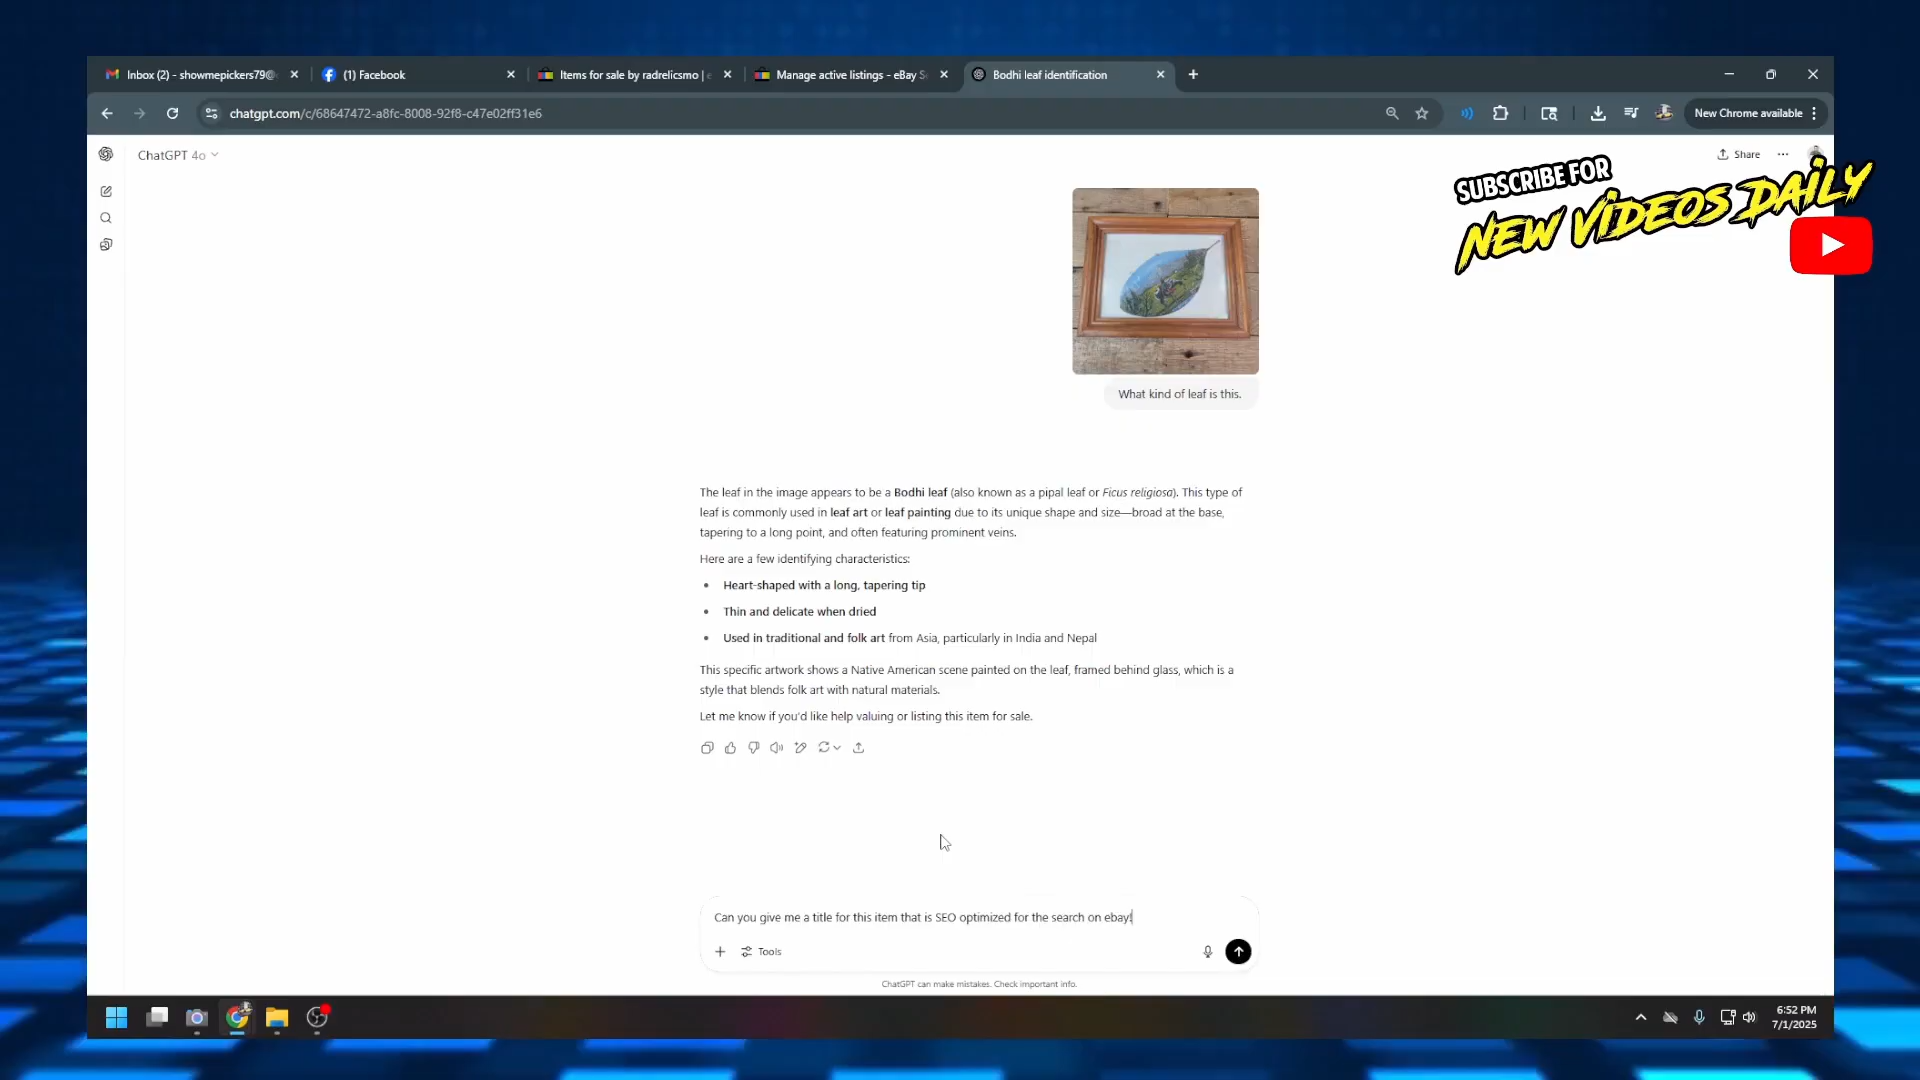 Inbox (2) - showmepickers79@
(1) Facebook
Items for sale by radrelicsmo | e
Manage active listings - eBay S
Bodhi leaf identification
chatgpt.com/c/68647472-a8fc-8008-92f8-c47e02ff31e6
New Chrome available
ChatGPT 4o
Share
SUBSCRIBE FOR
NEW VIDEOS DAILY
What kind of leaf is this.
The leaf in the image appears to be a Bodhi leaf (also known as a pipal leaf or Ficus religiosa). This type of
leaf is commonly used in leaf art or leaf painting due to its unique shape and size—broad at the base,
tapering to a long point, and often featuring prominent veins.
Here are a few identifying characteristics:
• Heart-shaped with a long, tapering tip
• Thin and delicate when dried
• Used in traditional and folk art from Asia, particularly in India and Nepal
This specific artwork shows a Native American scene painted on the leaf, framed behind glass, which is a
style that blends folk art with natural materials.
Let me know if you'd like help valuing or listing this item for sale.
Can you give me a title for this item that is SEO optimized for the search on ebay!
Tools
ChatGPT can make mistakes. Check important info.
6:52 PM
7/1/2025